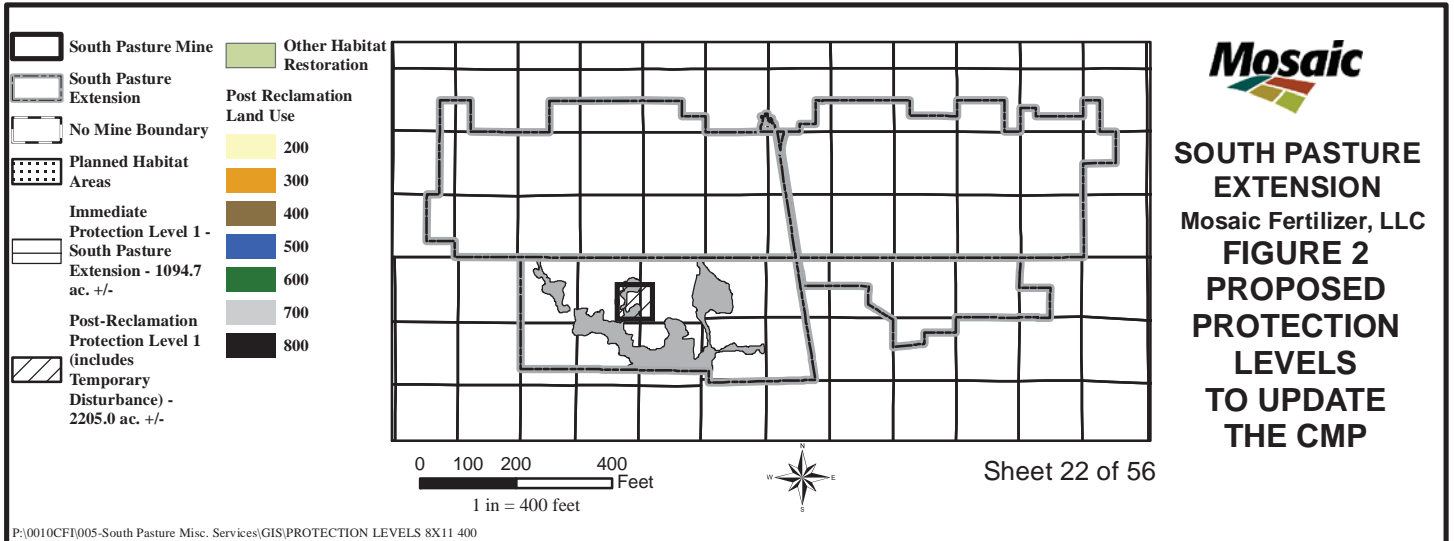 South Pasture Mine
South Pasture
Extension
No Mine Boundary
Planned Habitat
Areas
Immediate
Protection Level 1 -
South Pasture
Extension - 1094.7
ac. +/-
Post-Reclamation
Protection Level 1
(includes
Temporary
Disturbance) -
2205.0 ac. +/-
Other Habitat
Restoration
Post Reclamation
Land Use
200
300
400
500
600
700
800
0 100 200 400
Feet
1 in = 400 feet
N
W E
S
Sheet 22 of 56
Mosaic
SOUTH PASTURE
EXTENSION
Mosaic Fertilizer, LLC
FIGURE 2
PROPOSED
PROTECTION
LEVELS
TO UPDATE
THE CMP
P:\0010CFI\005-South Pasture Misc. Services\GIS\PROTECTION LEVELS 8X11 400